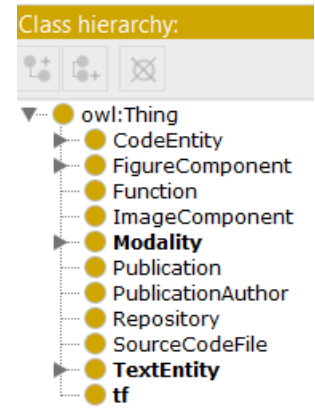 Class hierarchy:
owl:Thing
CodeEntity
FigureComponent
Function
ImageComponent
Modality
Publication
PublicationAuthor
Repository
SourceCodeFile
TextEntity
tf